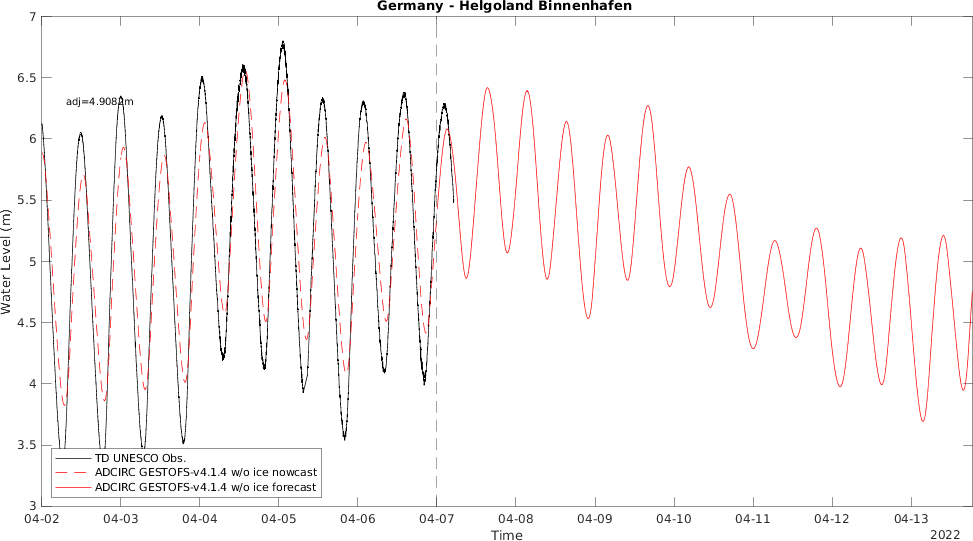 Germany - Helgoland Binnenhafen
7
6.5
6
5.5
5
4.5
4
3.5
3
Water Level (m)
adj=4.9082m
TD UNESCO Obs.
ADCIRC GESTOFS-v4.1.4 w/o ice nowcast
ADCIRC GESTOFS-v4.1.4 w/o ice forecast
04-02 04-03 04-04 04-05 04-06 04-07 04-08 04-09 04-10 04-11 04-12 04-13
Time
2022